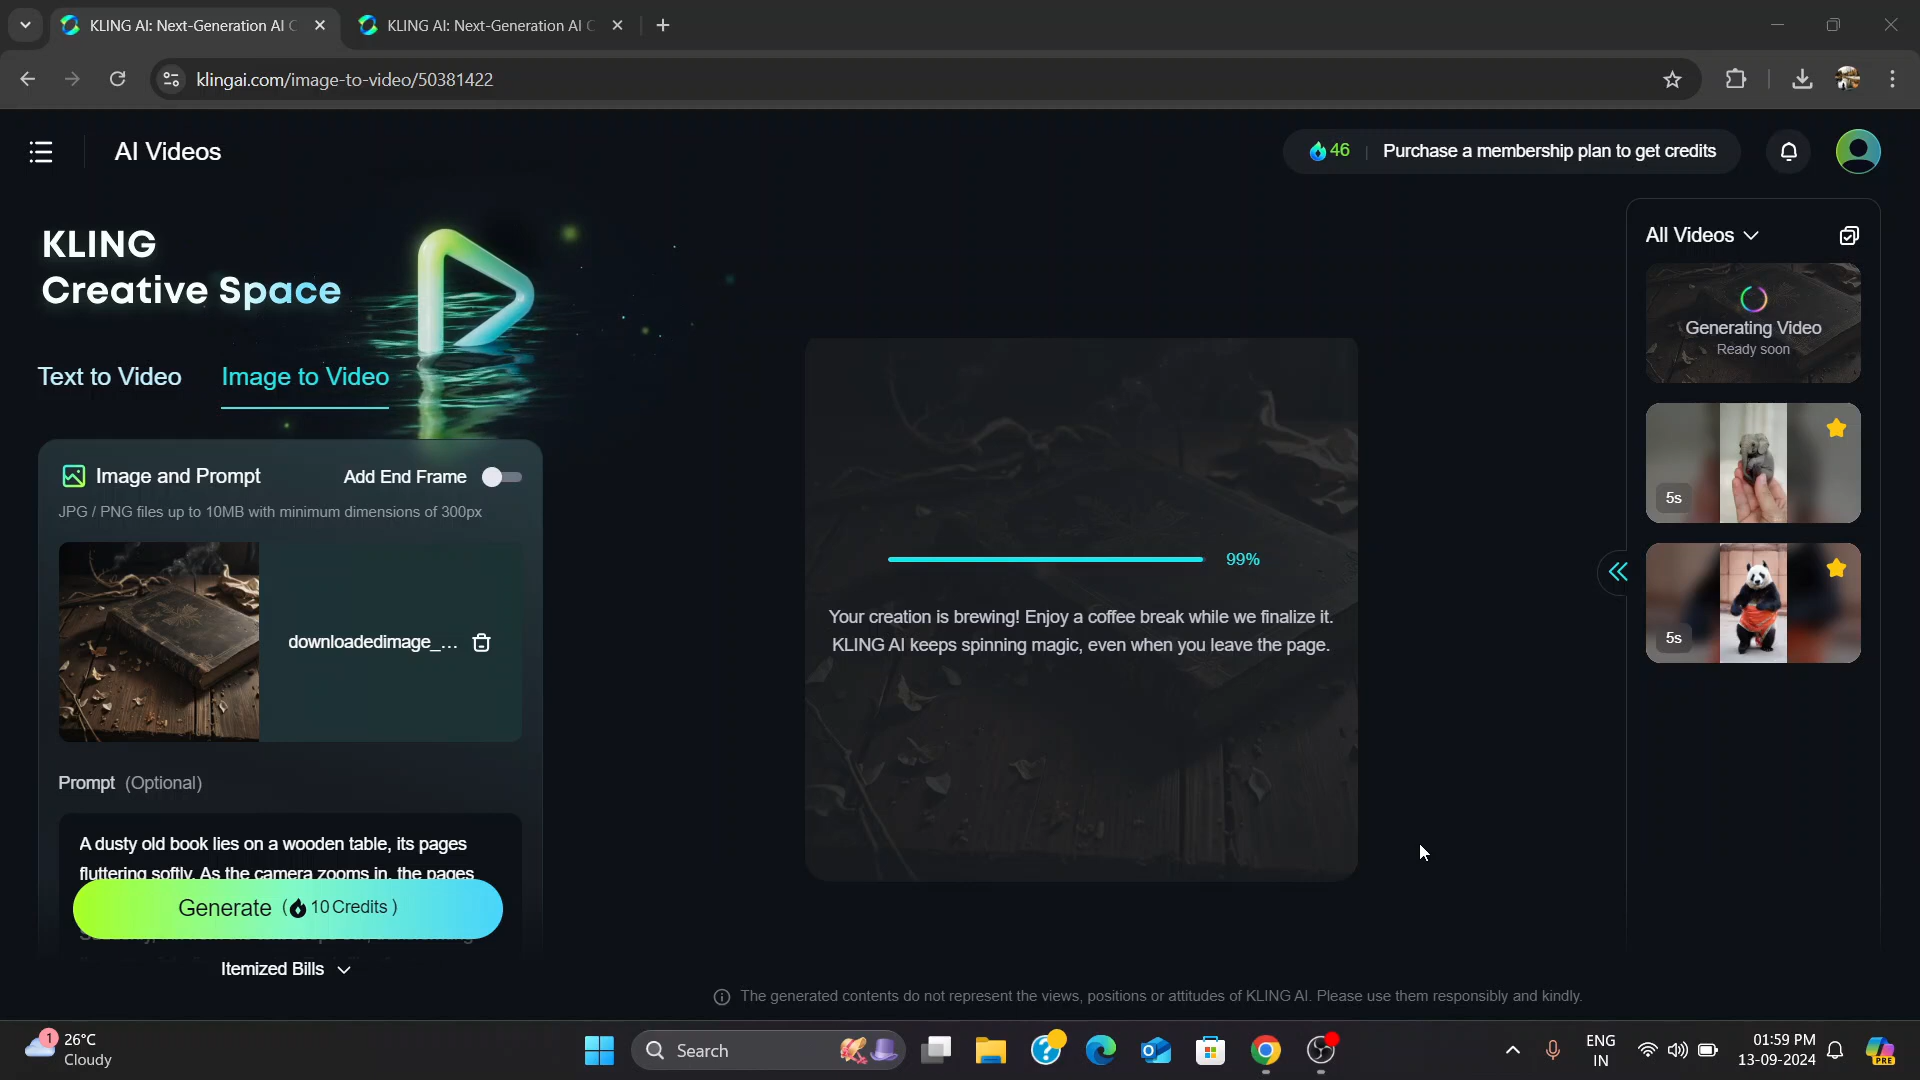 KLING AI: Next-Generation AI
KLING AI: Next-Generation AI
klingai.com/image-to-video/50381422
AI Videos
46
Purchase a membership plan to get credits
KLING
Creative Space
All Videos
Generating Video
Ready soon
Text to Video
Image to Video
Image and Prompt
Add End Frame
JPG / PNG files up to 10MB with minimum dimensions of 300px
5s
99%
Your creation is brewing! Enjoy a coffee break while we finalize it.
KLING AI keeps spinning magic, even when you leave the page.
downloadedimage_...
5s
Prompt (Optional)
A dusty old book lies on a wooden table, its pages
fluttering softly. As the camera zooms in, the pages
Generate ( 10 Credits )
Itemized Bills
The generated contents do not represent the views, positions or attitudes of KLING AI. Please use them responsibly and kindly.
1
26°C
Cloudy
Search
ENG
IN
01:59 PM
13-09-2024
PRE